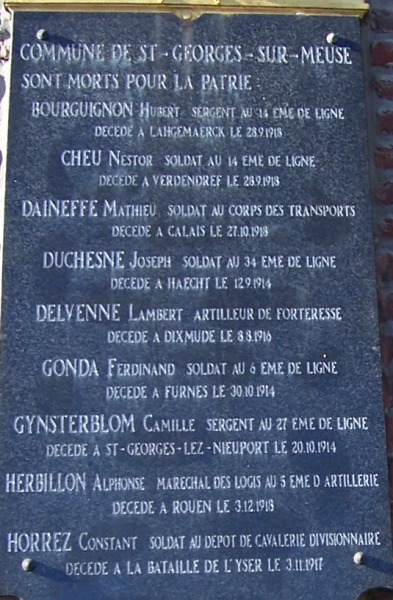 COMMUNE DE ST-GEORGES-SUR-MEUSE
SONT MORTS POUR LA PATRIE:
BOURGUIGNON HUBERT SERGENT AU 14 EME DE LIGNE
DECEDE A LANGEMAERCK LE 28.9.1918
CHEU NESTOR SOLDAT AU 14 EME DE LIGNE
DECEDE A VERDENDREF LE 28.9.1918
DAINEFFE MATHIEU SOLDAT AU CORPS DES TRANSPORTS
DECEDE A CALAIS LE 27.10.1918
DUCHESNE JOSEPH SOLDAT AU 34 EME DE LIGNE
DECEDE A HAECHT LE 12.9.1914
DELVENNE LAMBERT ARTILLEUR DE FORTERESSE
DECEDE A DIXMUDE LE 8.8.1916
GONDA FERDINAND SOLDAT AU 6 EME DE LIGNE
DECEDE A FURNES LE 30.10.1914
GYNSTERBLOM CAMILLE SERGENT AU 27 EME DE LIGNE
DECEDE A ST-GEORGES-LEZ-NIEUPORT LE 20.10.1914
HERBILLON ALPHONSE MARECHAL DES LOGIS AU 5 EME D ARTILLERIE
DECEDE A ROUEN LE 3.12.1918
HORREZ CONSTANT SOLDAT AU DEPOT DE CAVALERIE DIVISIONNAIRE
DECEDE A LA BATAILLE DE L'YSER LE 3.11.1917